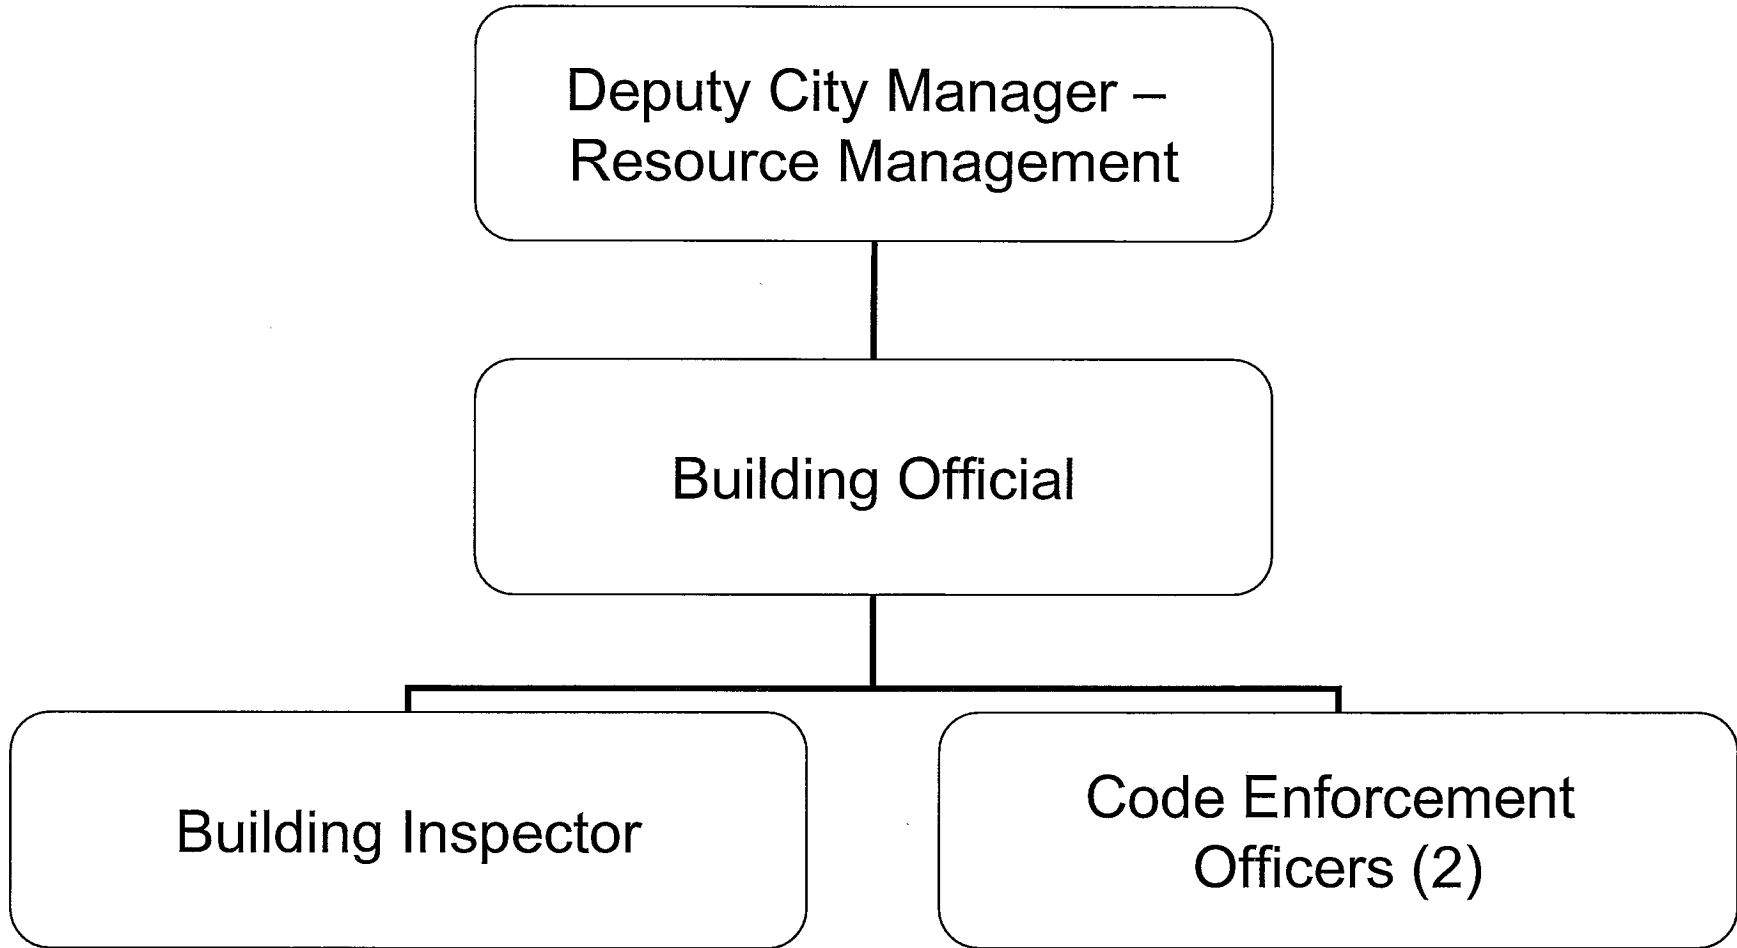 Deputy City Manager –
Resource Management
Building Official
Building Inspector
Code Enforcement
Officers (2)